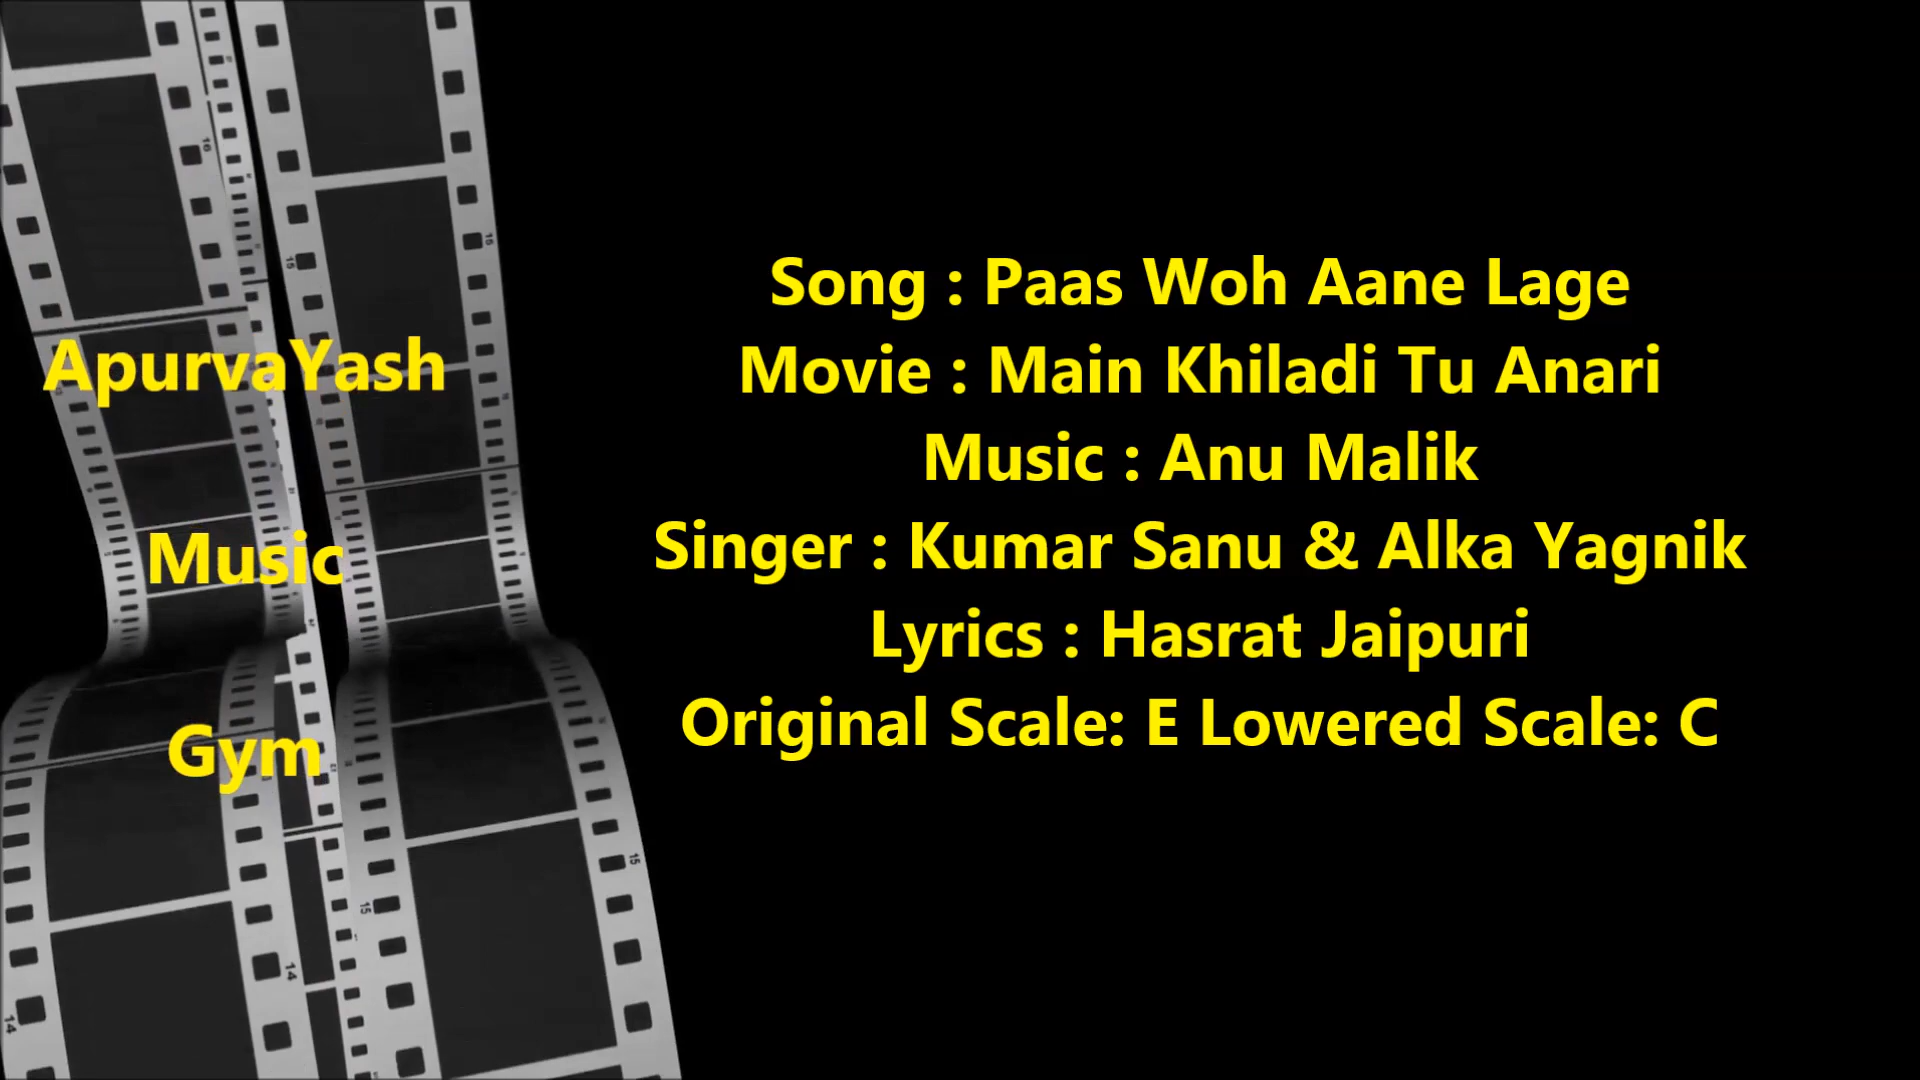 ApurvaYash
Music
Gym
Song : Paas Woh Aane Lage
Movie : Main Khiladi Tu Anari
Music : Anu Malik
Singer : Kumar Sanu & Alka Yagnik
Lyrics : Hasrat Jaipuri
Original Scale: E Lowered Scale: C